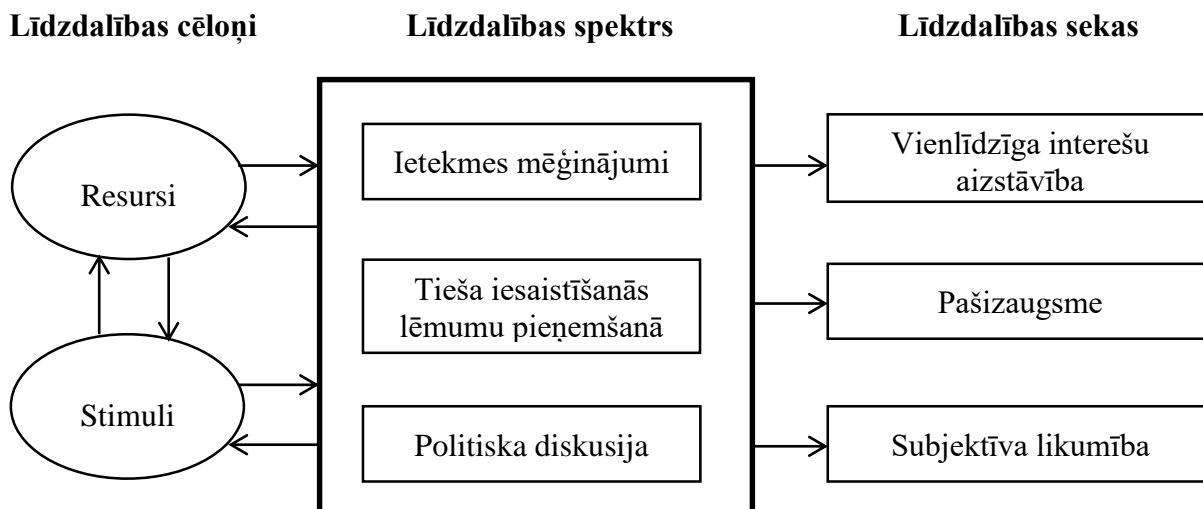 Līdzdalības cēloņi
Līdzdalības spektrs
Līdzdalības sekas
Resursi
Stimuli
Ietekmes mēģinājumi
Tieša iesaistīšanās
lēmumu pieņemšanā
Politiska diskusija
Vienlīdzīga interešu
aizstāvība
Pašizaugsme
Subjektīva likumība